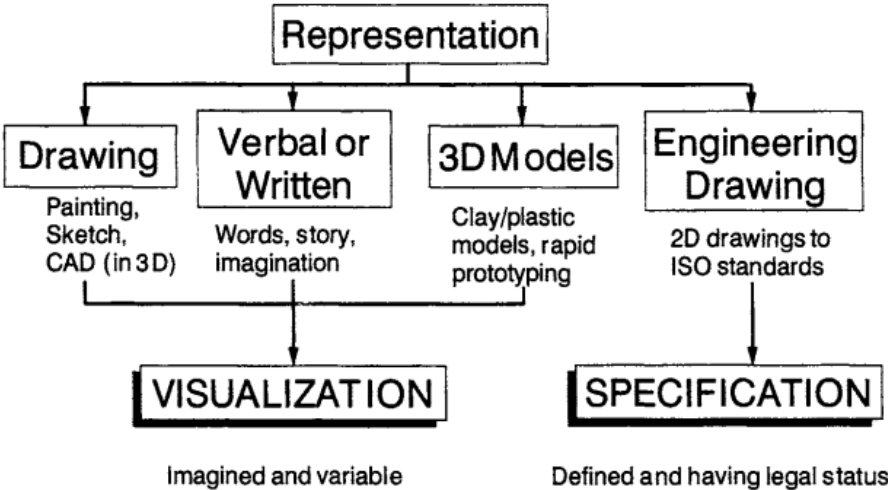 Representation
Drawing
Verbal or
Written
3D Models
Engineering
Drawing
Painting,
Sketch,
CAD (in 3D)
Words, story,
imagination
Clay/plastic
models, rapid
prototyping
2D drawings to
ISO standards
VISUALIZATION
SPECIFICATION
Imagined and variable
Defined and having legal status